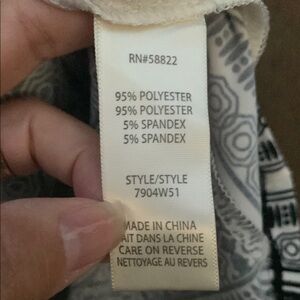 RN#58822
95% POLYESTER
95% POLYESTER
5% SPANDEX
5% SPANDEX
STYLE/STYLE
7904W51
MADE IN CHINA
AIT DANS LA CHINE
CARE ON REVERSE
NETTOYAGE AU REVERS